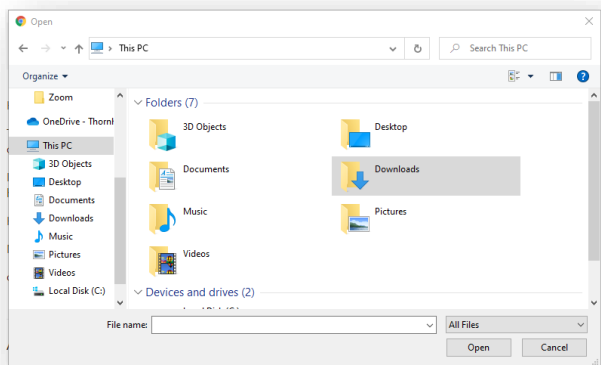 Open
This PC
Search This PC
Organize
Zoom
OneDrive - Thornh
This PC
3D Objects
Desktop
Documents
Downloads
Music
Pictures
Videos
Local Disk (C:)
Folders (7)
3D Objects
Desktop
Documents
Downloads
Music
Pictures
Videos
Devices and drives (2)
File name:
All Files
Open
Cancel